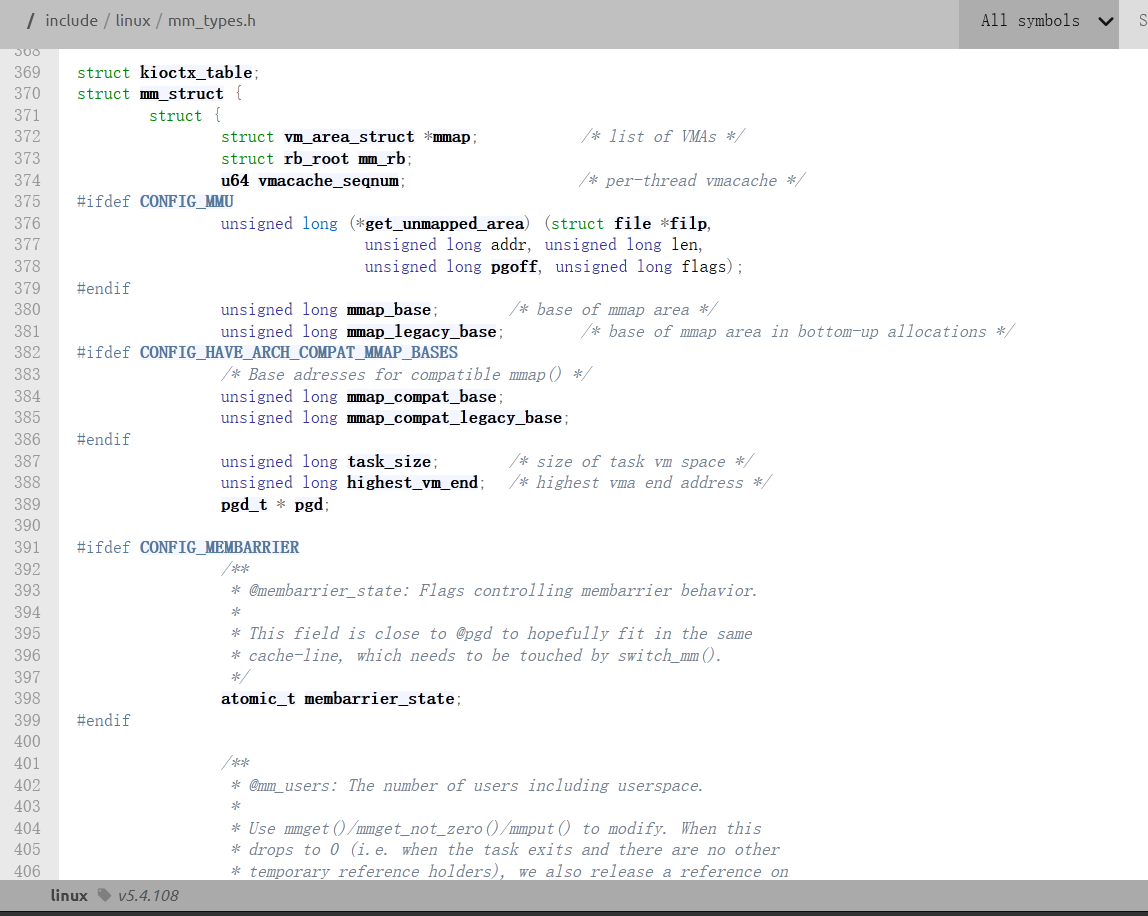 / include / linux / mm_types.h
All symbols
S
368
369 struct kioctx_table;
370 struct mm_struct {
371 struct {
372 struct vm_area_struct *mmap; /* list of VMAs */
373 struct rb_root mm_rb;
374 u64 vmacache_seqnum; /* per-thread vmacache */
375 #ifdef CONFIG_MMU
376 unsigned long (*get_unmapped_area) (struct file *filp,
377 unsigned long addr, unsigned long len,
378 unsigned long pgoff, unsigned long flags);
379 #endif
380 unsigned long mmap_base; /* base of mmap area */
381 unsigned long mmap_legacy_base; /* base of mmap area in bottom-up allocations */
382 #ifdef CONFIG_HAVE_ARCH_COMPAT_MMAP_BASES
383 /* Base adresses for compatible mmap() */
384 unsigned long mmap_compat_base;
385 unsigned long mmap_compat_legacy_base;
386 #endif
387 unsigned long task_size; /* size of task vm space */
388 unsigned long highest_vm_end; /* highest vma end address */
389 pgd_t * pgd;
390
391 #ifdef CONFIG_MEMBARRIER
392 /**
393 * @membarrier_state: Flags controlling membarrier behavior.
394 *
395 * This field is close to @pgd to hopefully fit in the same
396 * cache-line, which needs to be touched by switch_mm().
397 */
398 atomic_t membarrier_state;
399 #endif
400
401 /**
402 * @mm_users: The number of users including userspace.
403 *
404 * Use mmget()/mmget_not_zero()/mmput() to modify. When this
405 * drops to 0 (i.e. when the task exits and there are no other
406 * temporary reference holders), we also release a reference on
linux v5.4.108